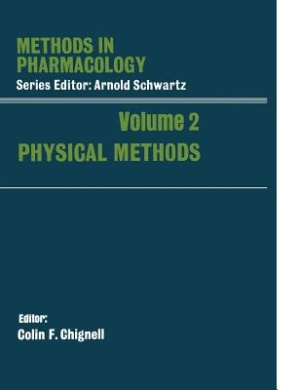 METHODS IN
PHARMACOLOGY
Series Editor: Arnold Schwartz
Volume 2
PHYSICAL METHODS
Editor:
Colin F. Chignell